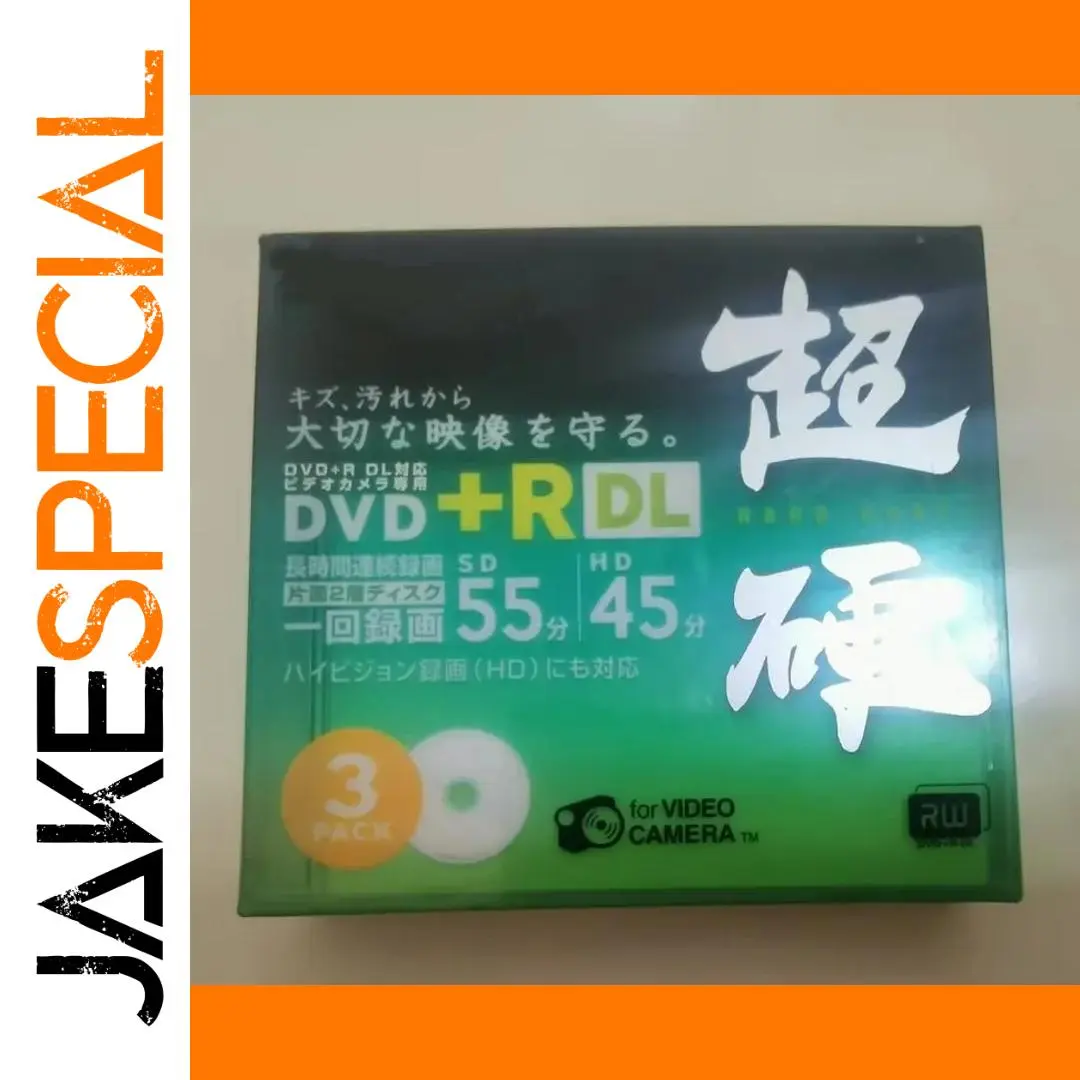 JAKESPECIAL
キズ、汚れから
大切な映像を守る。
DVD+R DL対応
ビデオカメラ専用
DVD+R DL
長時間連続録画
片面2層ディスク
一回録画
SD
55分
HD
45分
ハイビジョン録画(HD)にも対応
超硬
HARD COAT
3
PACK
for VIDEO
CAMERA™
RW